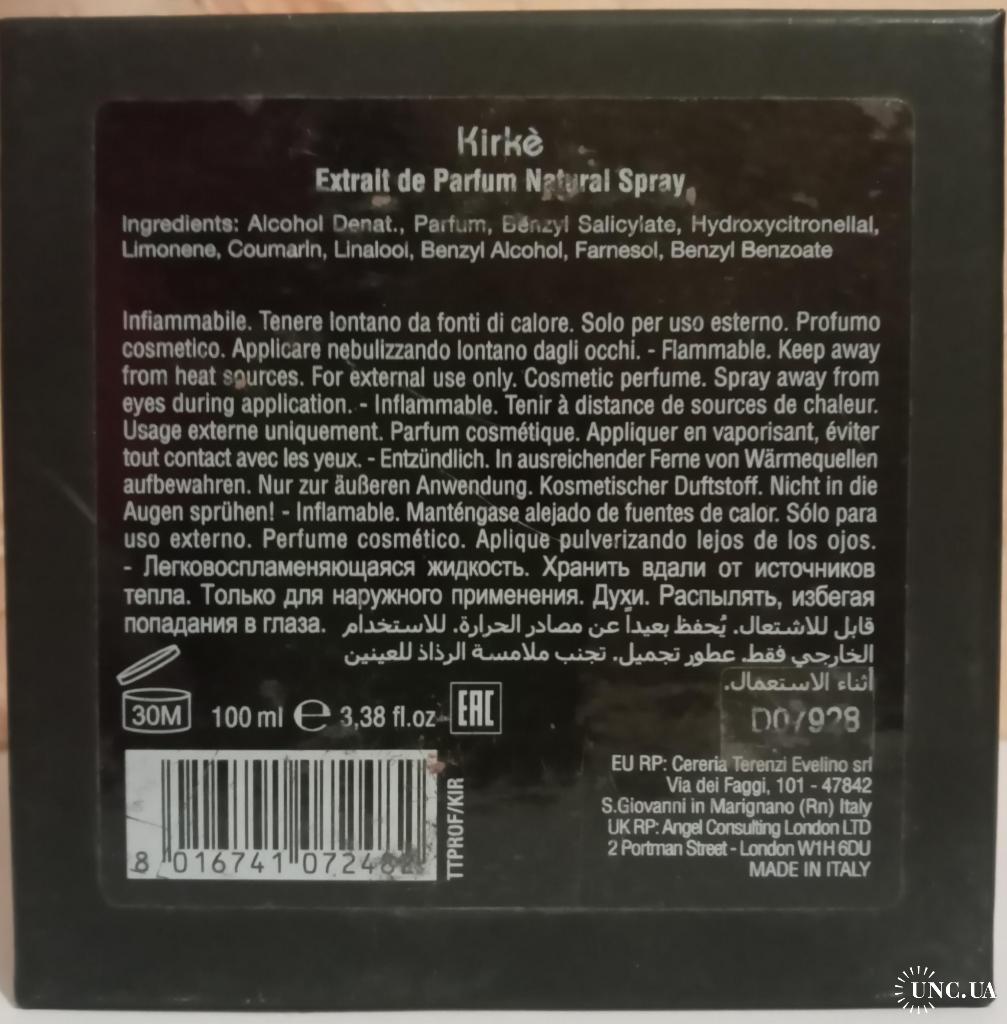 Kirkè
Extrait de Parfum Natural Spray
Ingredients: Alcohol Denat., Parfum, Benzyl Salicylate, Hydroxycitronellal,
Limonene, Coumarin, Linalool, Benzyl Alcohol, Farnesol, Benzyl Benzoate
Infiammabile. Tenere lontano da fonti di calore. Solo per uso esterno. Profumo
cosmetico. Applicare nebulizzando lontano dagli occhi. - Flammable. Keep away
from heat sources. For external use only. Cosmetic perfume. Spray away from
eyes during application. - Inflammable. Tenir à distance de sources de chaleur.
Usage externe uniquement. Parfum cosmétique. Appliquer en vaporisant, éviter
tout contact avec les yeux. - Entzündlich. In ausreichender Ferne von Wärmequellen
aufbewahren. Nur zur äußeren Anwendung. Kosmetischer Duftstoff. Nicht in die
Augen sprühen! - Inflamable. Manténgase alejado de fuentes de calor. Sólo para
uso externo. Perfume cosmético. Aplique pulverizando lejos de los ojos.
- Легковоспламеняющаяся жидкость. Хранить вдали от источников
тепла. Только для наружного применения. Духи. Распылять, избегая
попадания в глаза. قابل للاشتعال. يُحفظ بعيداً عن مصادر الحرارة. للاستخدام
الخارجي فقط. عطور تجميل. تجنب ملامسة الرذاذ للعينين
أثناء الاستعمال.
30M 100 ml e 3.38 fl.oz EAC
D07928
EU RP: Cereria Terenzi Evelino srl
Via dei Faggi, 101 - 47842
S.Giovanni in Marignano (Rn) Italy
UK RP: Angel Consulting London LTD
2 Portman Street - London W1H 6DU
MADE IN ITALY
TTPROF/KIR
8 016741
UNC.UA